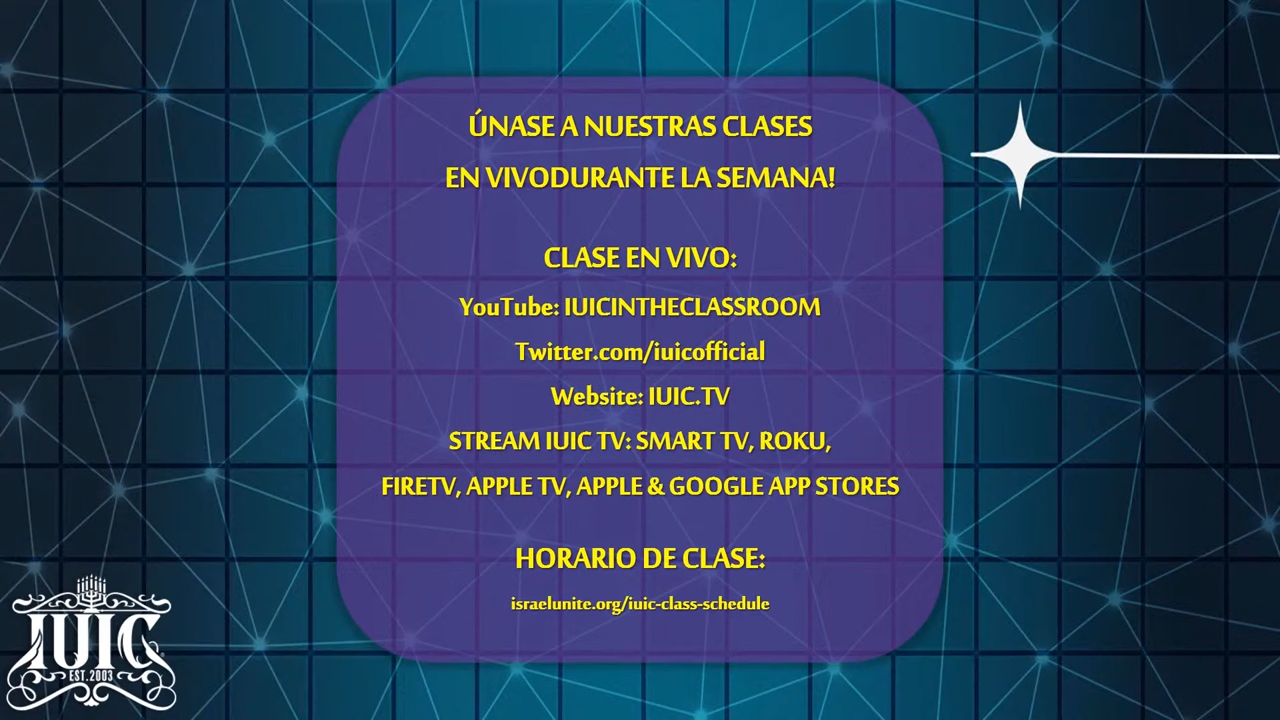 ÚNASE A NUESTRAS CLASES
EN VIVODURANTE LA SEMANA!
CLASE EN VIVO:
YouTube: IUICINTHECLASSROOM
Twitter.com/iuicofficial
Website: IUIC.TV
STREAM IUIC TV: SMART TV, ROKU,
FIRETV, APPLE TV, APPLE & GOOGLE APP STORES
HORARIO DE CLASE:
israelunite.org/iuic-class-schedule
IUIC
EST. 2003